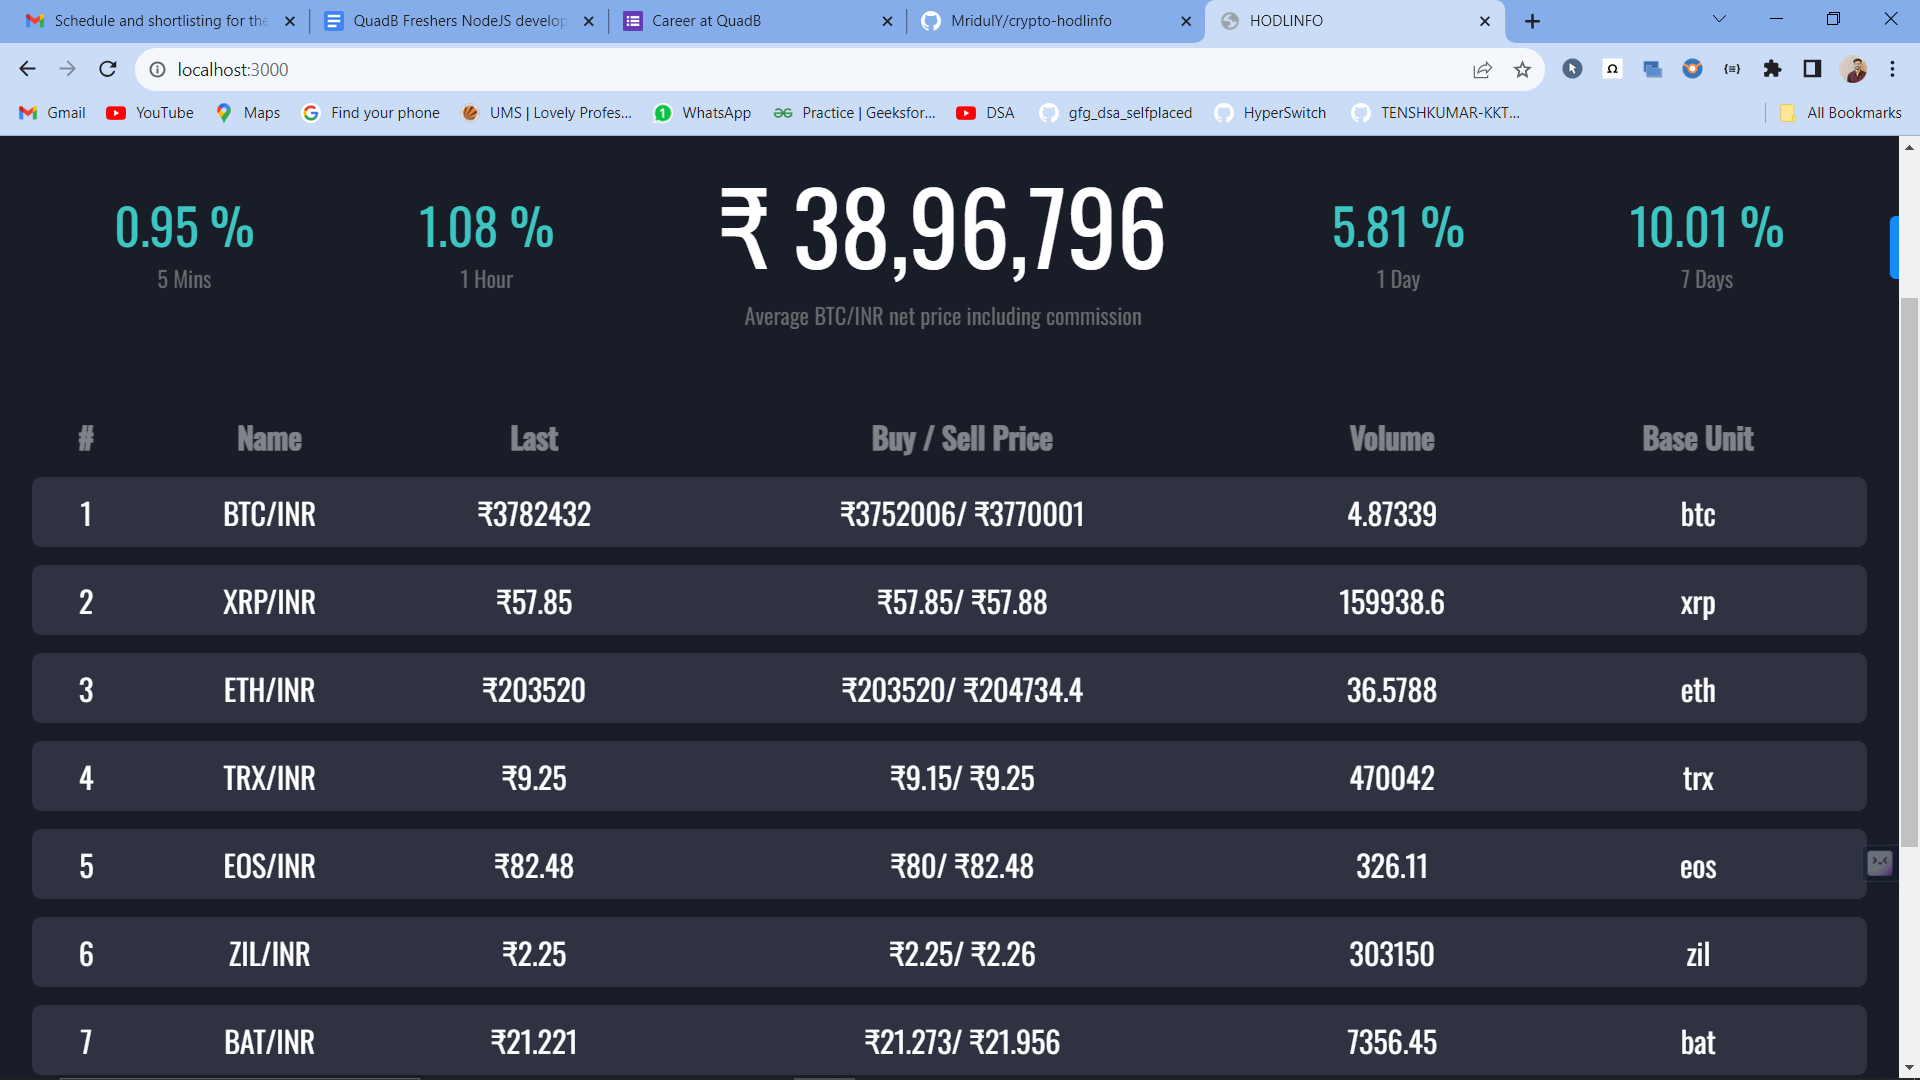 Schedule and shortlisting for the
QuadB Freshers NodeJS develop
Career at QuadB
MridulY/crypto-hodlinfo
HODLINFO
localhost:3000
Gmail
YouTube
Maps
Find your phone
UMS | Lovely Profes...
WhatsApp
Practice | Geeksfor...
DSA
gfg_dsa_selfplaced
HyperSwitch
TENSHKUMAR-KKT...
All Bookmarks
0.95 %
5 Mins
1.08 %
1 Hour
₹ 38,96,796
Average BTC/INR net price including commission
5.81 %
1 Day
10.01 %
7 Days
# Name Last Buy / Sell Price Volume Base Unit
1 BTC/INR ₹3782432 ₹3752006/ ₹3770001 4.87339 btc
2 XRP/INR ₹57.85 ₹57.85/ ₹57.88 159938.6 xrp
3 ETH/INR ₹203520 ₹203520/ ₹204734.4 36.5788 eth
4 TRX/INR ₹9.25 ₹9.15/ ₹9.25 470042 trx
5 EOS/INR ₹82.48 ₹80/ ₹82.48 326.11 eos
6 ZIL/INR ₹2.25 ₹2.25/ ₹2.26 303150 zil
7 BAT/INR ₹21.221 ₹21.273/ ₹21.956 7356.45 bat